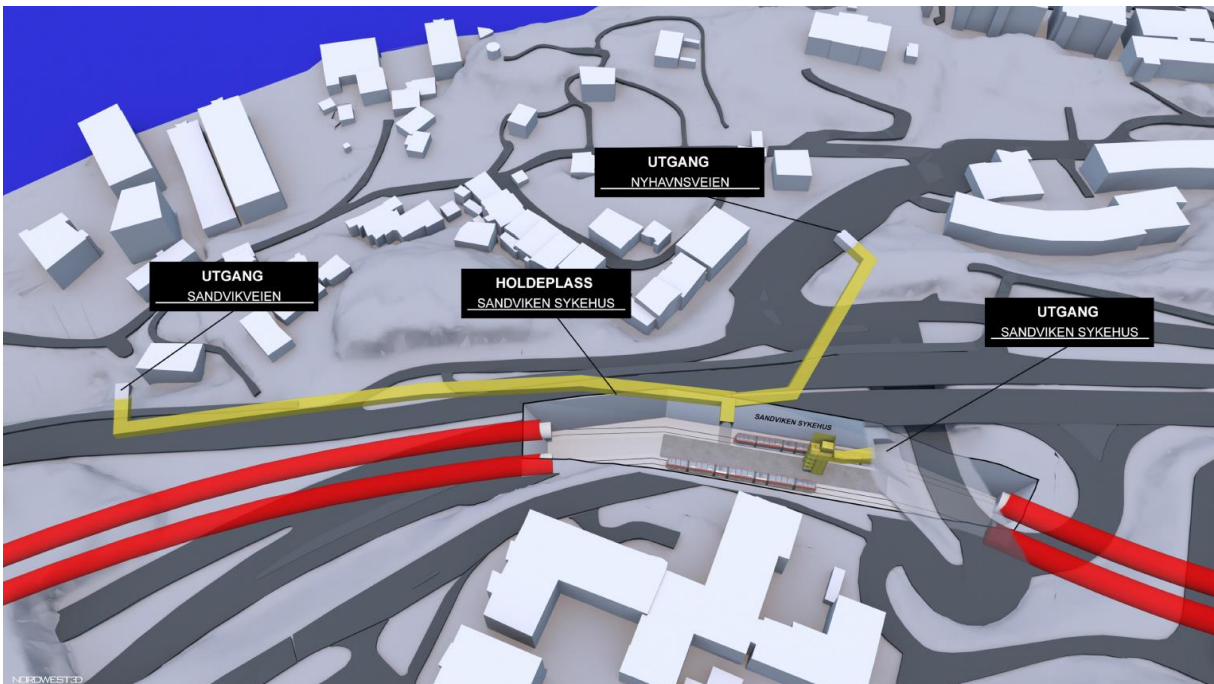 UTGANG
NYHAVNSVEIEN
UTGANG
SANDVIKVEIEN
HOLDEPLASS
SANDVIKEN SYKEHUS
UTGANG
SANDVIKEN SYKEHUS
SANDVIKEN SYKEHUS
NORDWEST3D